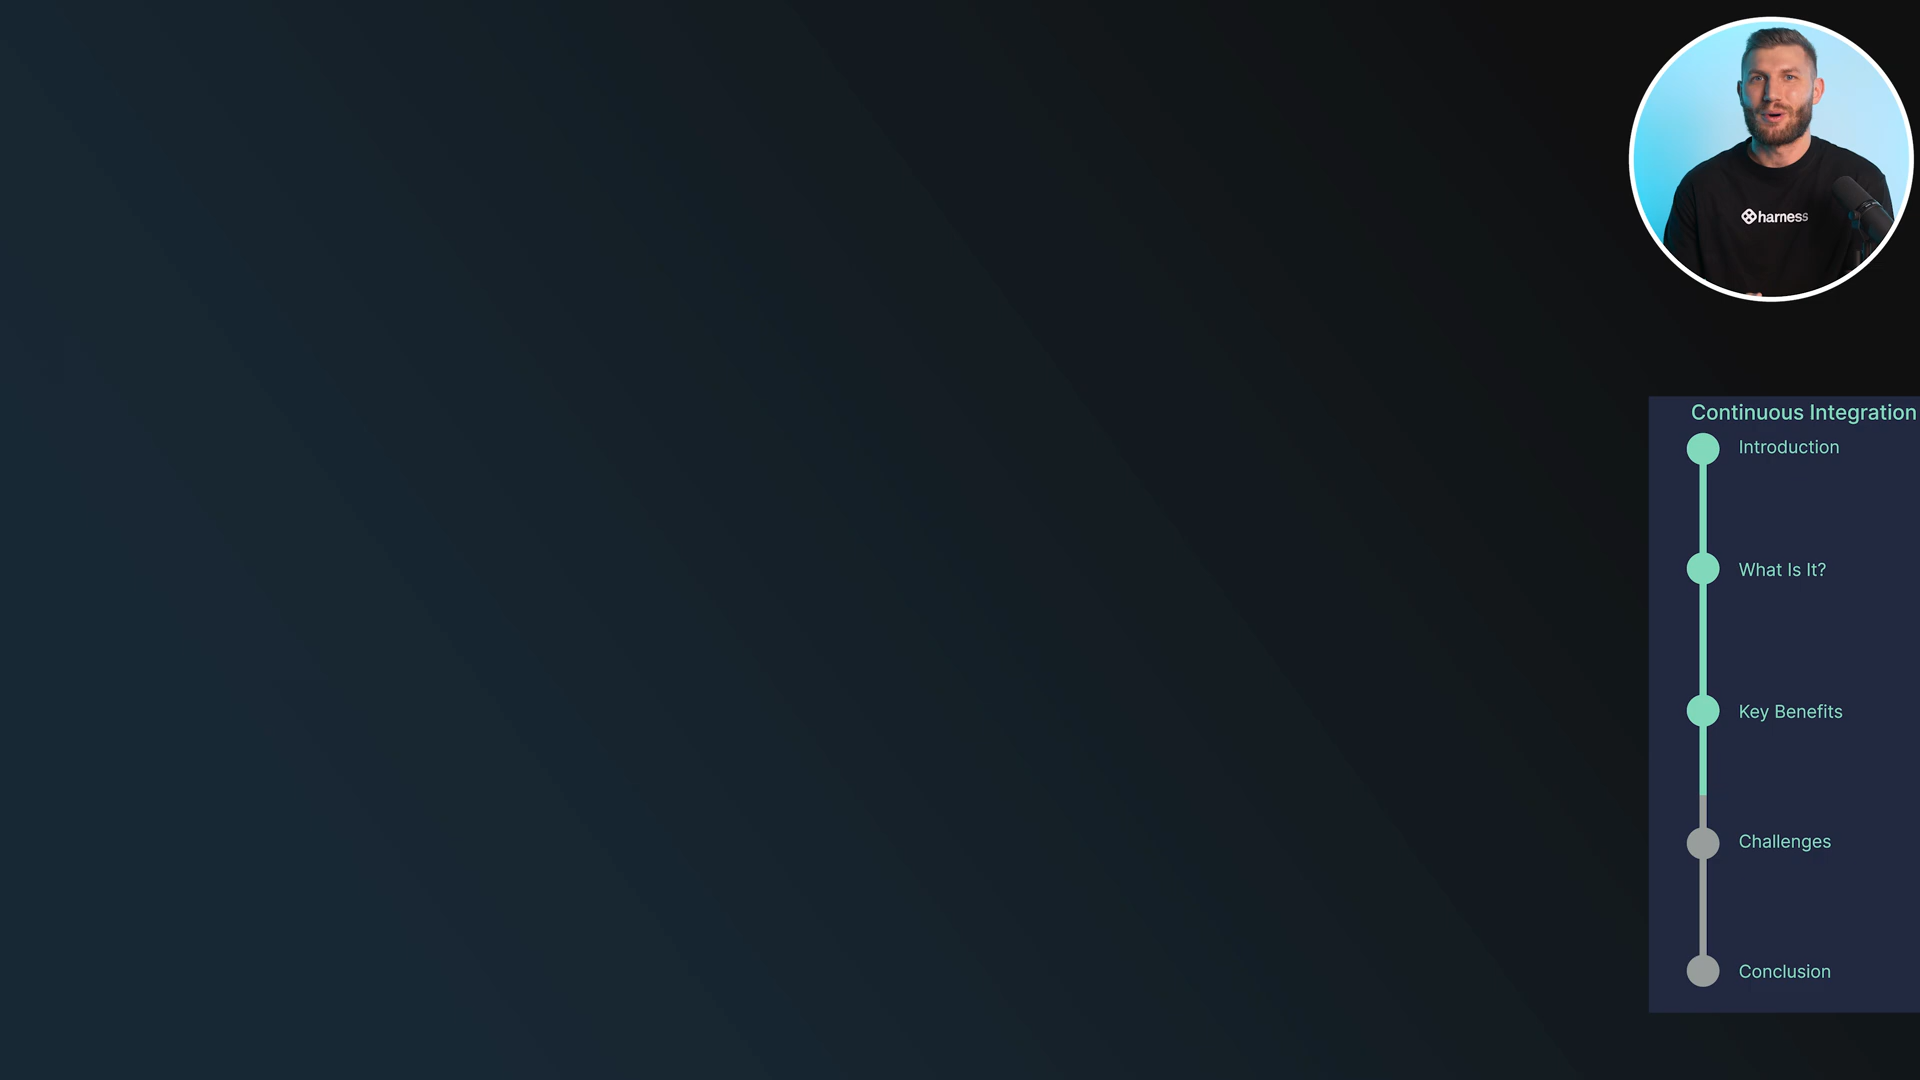 harness
Continuous Integration
Introduction
What Is It?
Key Benefits
Challenges
Conclusion